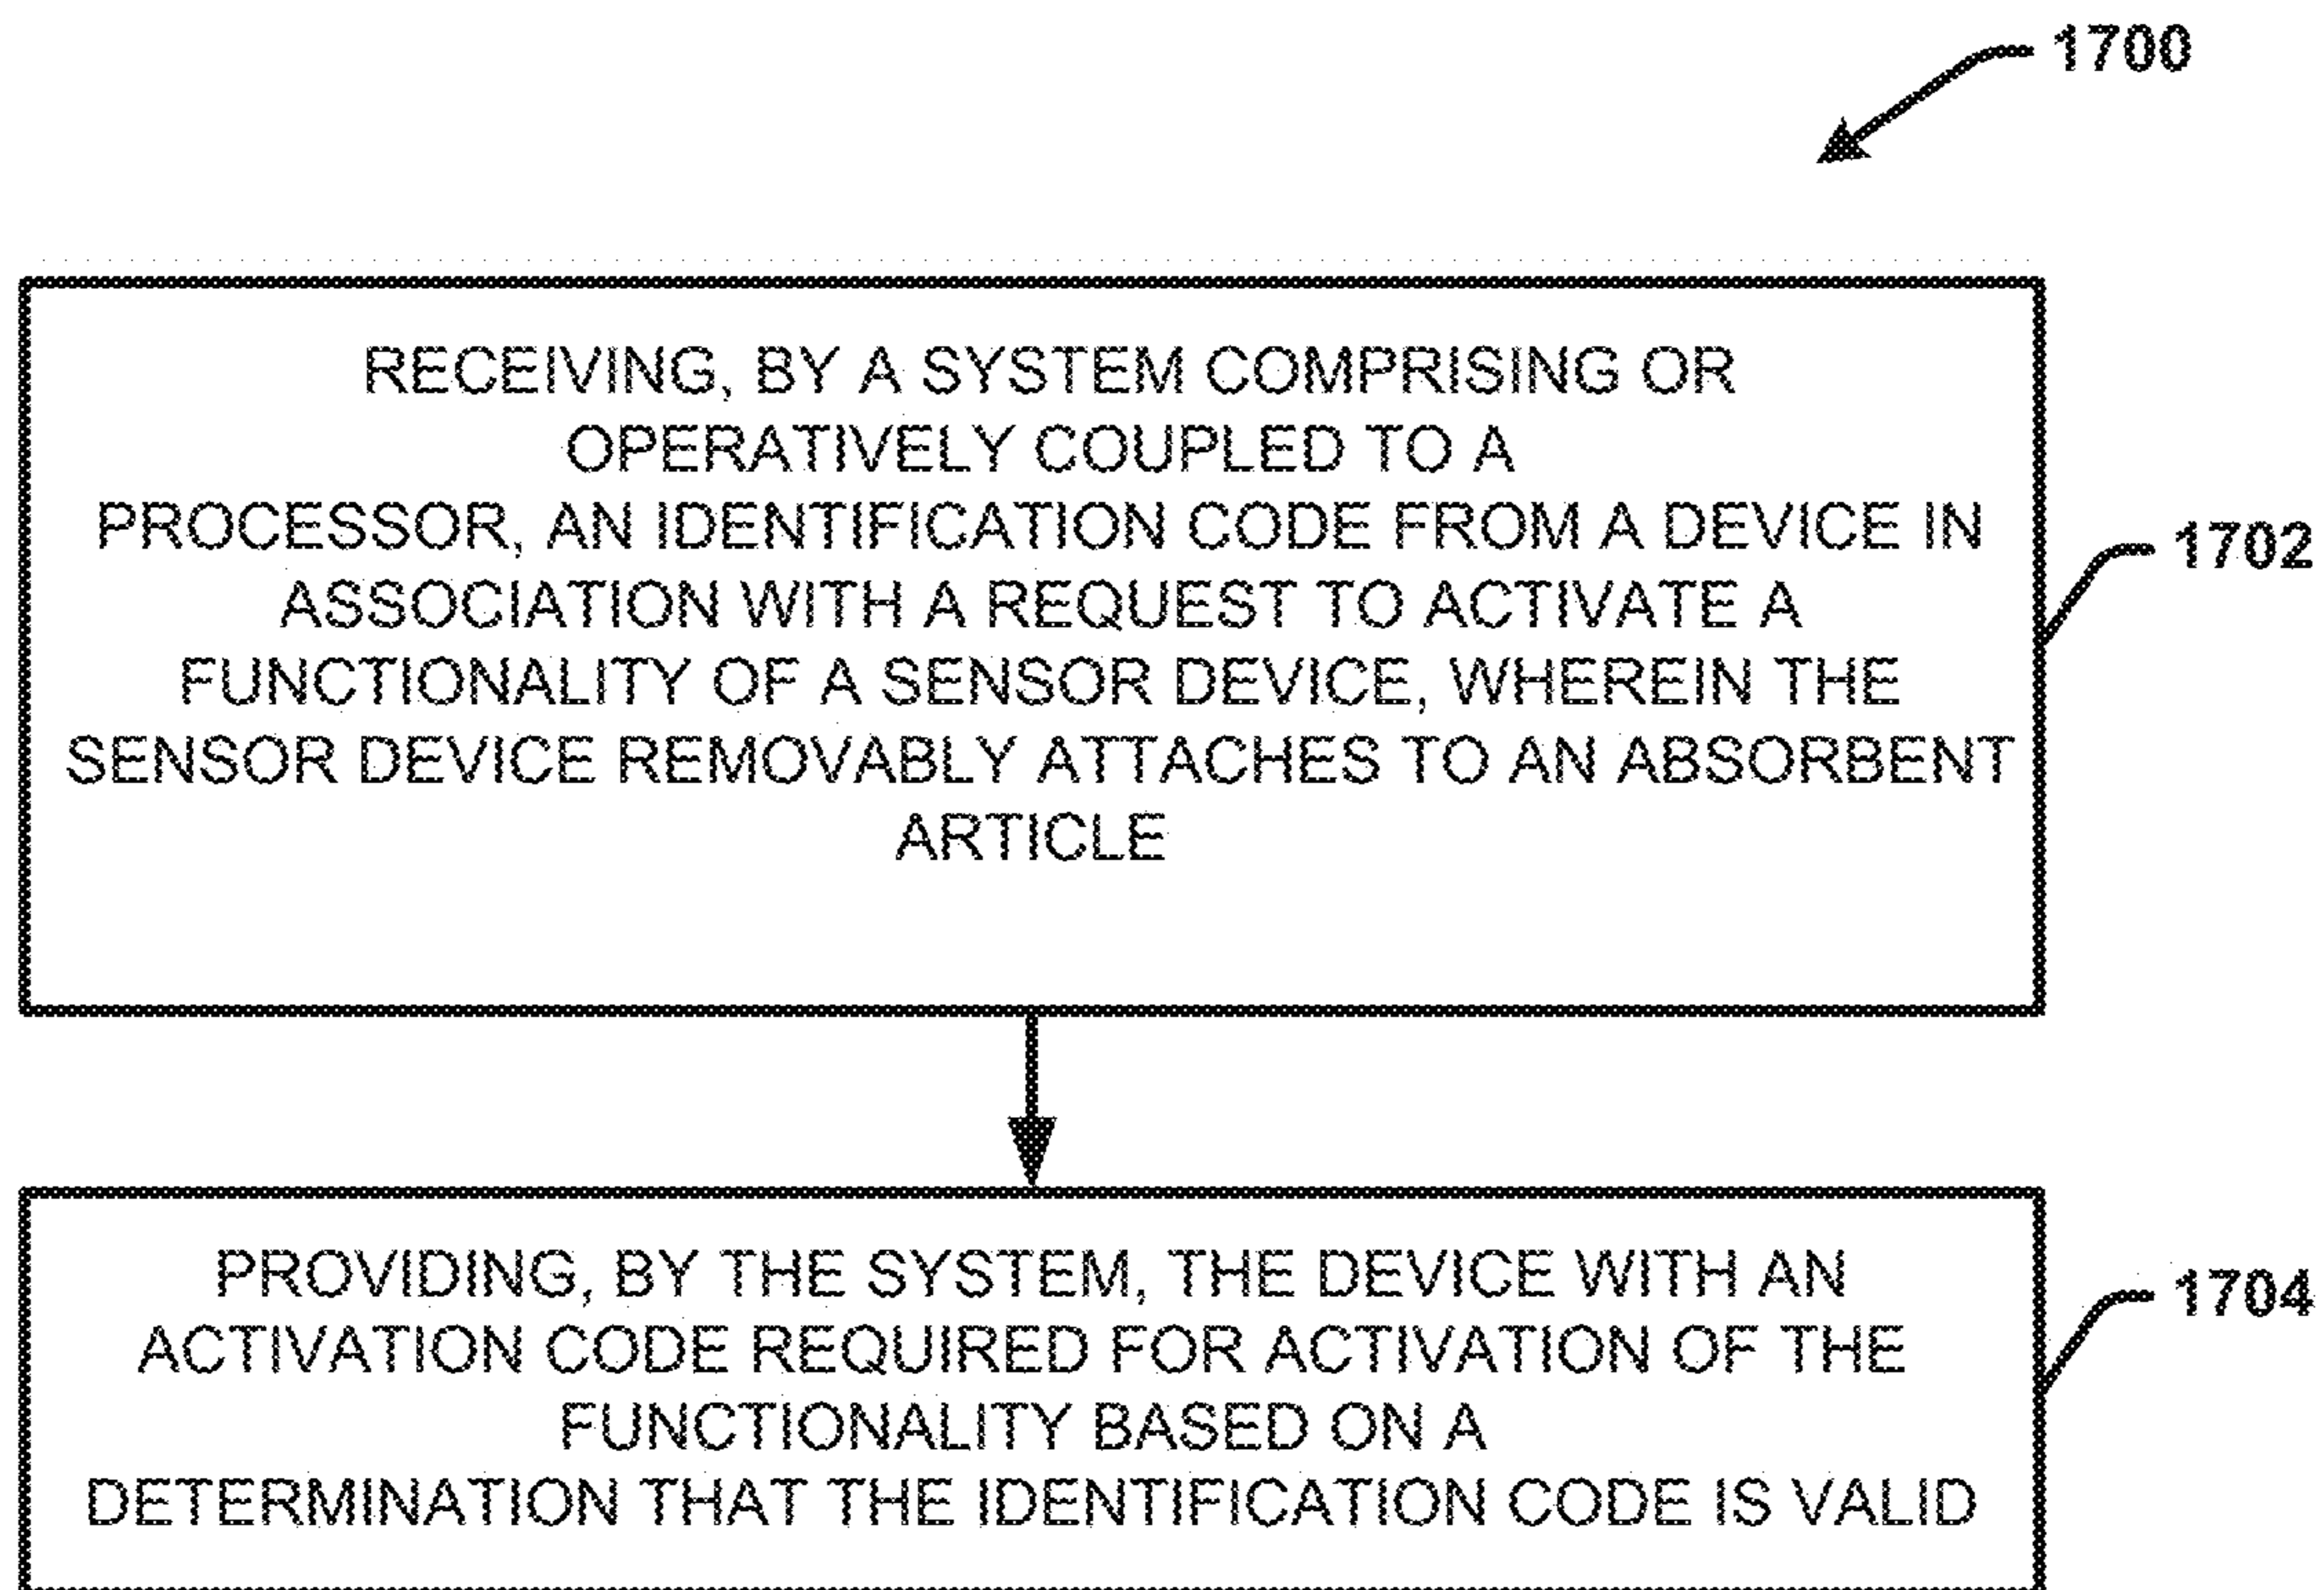 1700
RECEIVING, BY A SYSTEM COMPRISING OR
OPERATIVELY COUPLED TO A
PROCESSOR, AN IDENTIFICATION CODE FROM A DEVICE IN
ASSOCIATION WITH A REQUEST TO ACTIVATE A
FUNCTIONALITY OF A SENSOR DEVICE, WHEREIN THE
SENSOR DEVICE REMOVABLY ATTACHES TO AN ABSORBENT
ARTICLE
1702
PROVIDING, BY THE SYSTEM, THE DEVICE WITH AN
ACTIVATION CODE REQUIRED FOR ACTIVATION OF THE
FUNCTIONALITY BASED ON A
DETERMINATION THAT THE IDENTIFICATION CODE IS VALID
1704